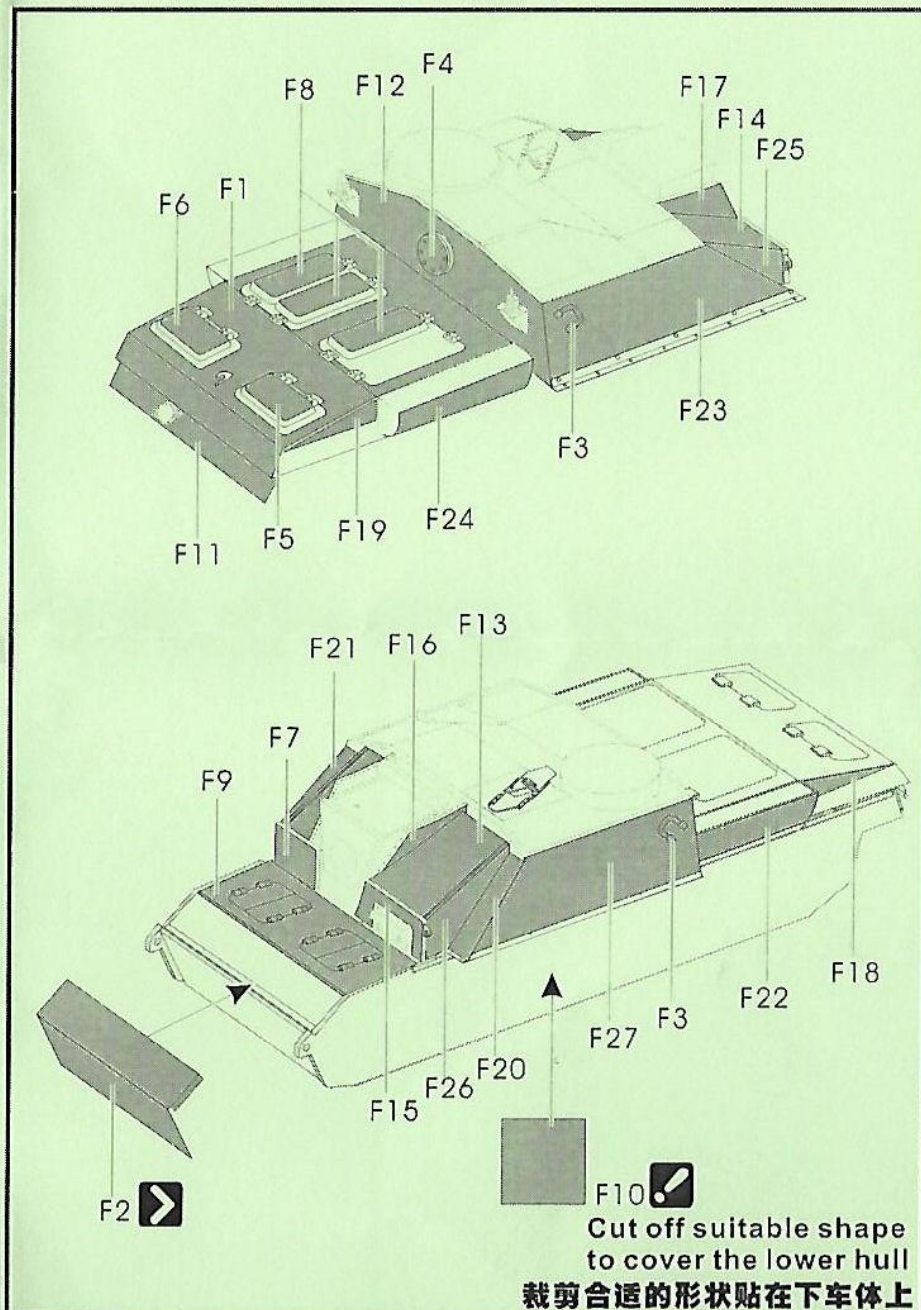 F4
F8 F12 F17
F14
F6 F1 F25
F3 F23
F11 F5 F19 F24
F21 F16 F13
F7
F9
F18
F22
F3
F27
F20
F26
F15
F2
F10
Cut off suitable shape
to cover the lower hull
裁剪合适的形状贴在下车体上